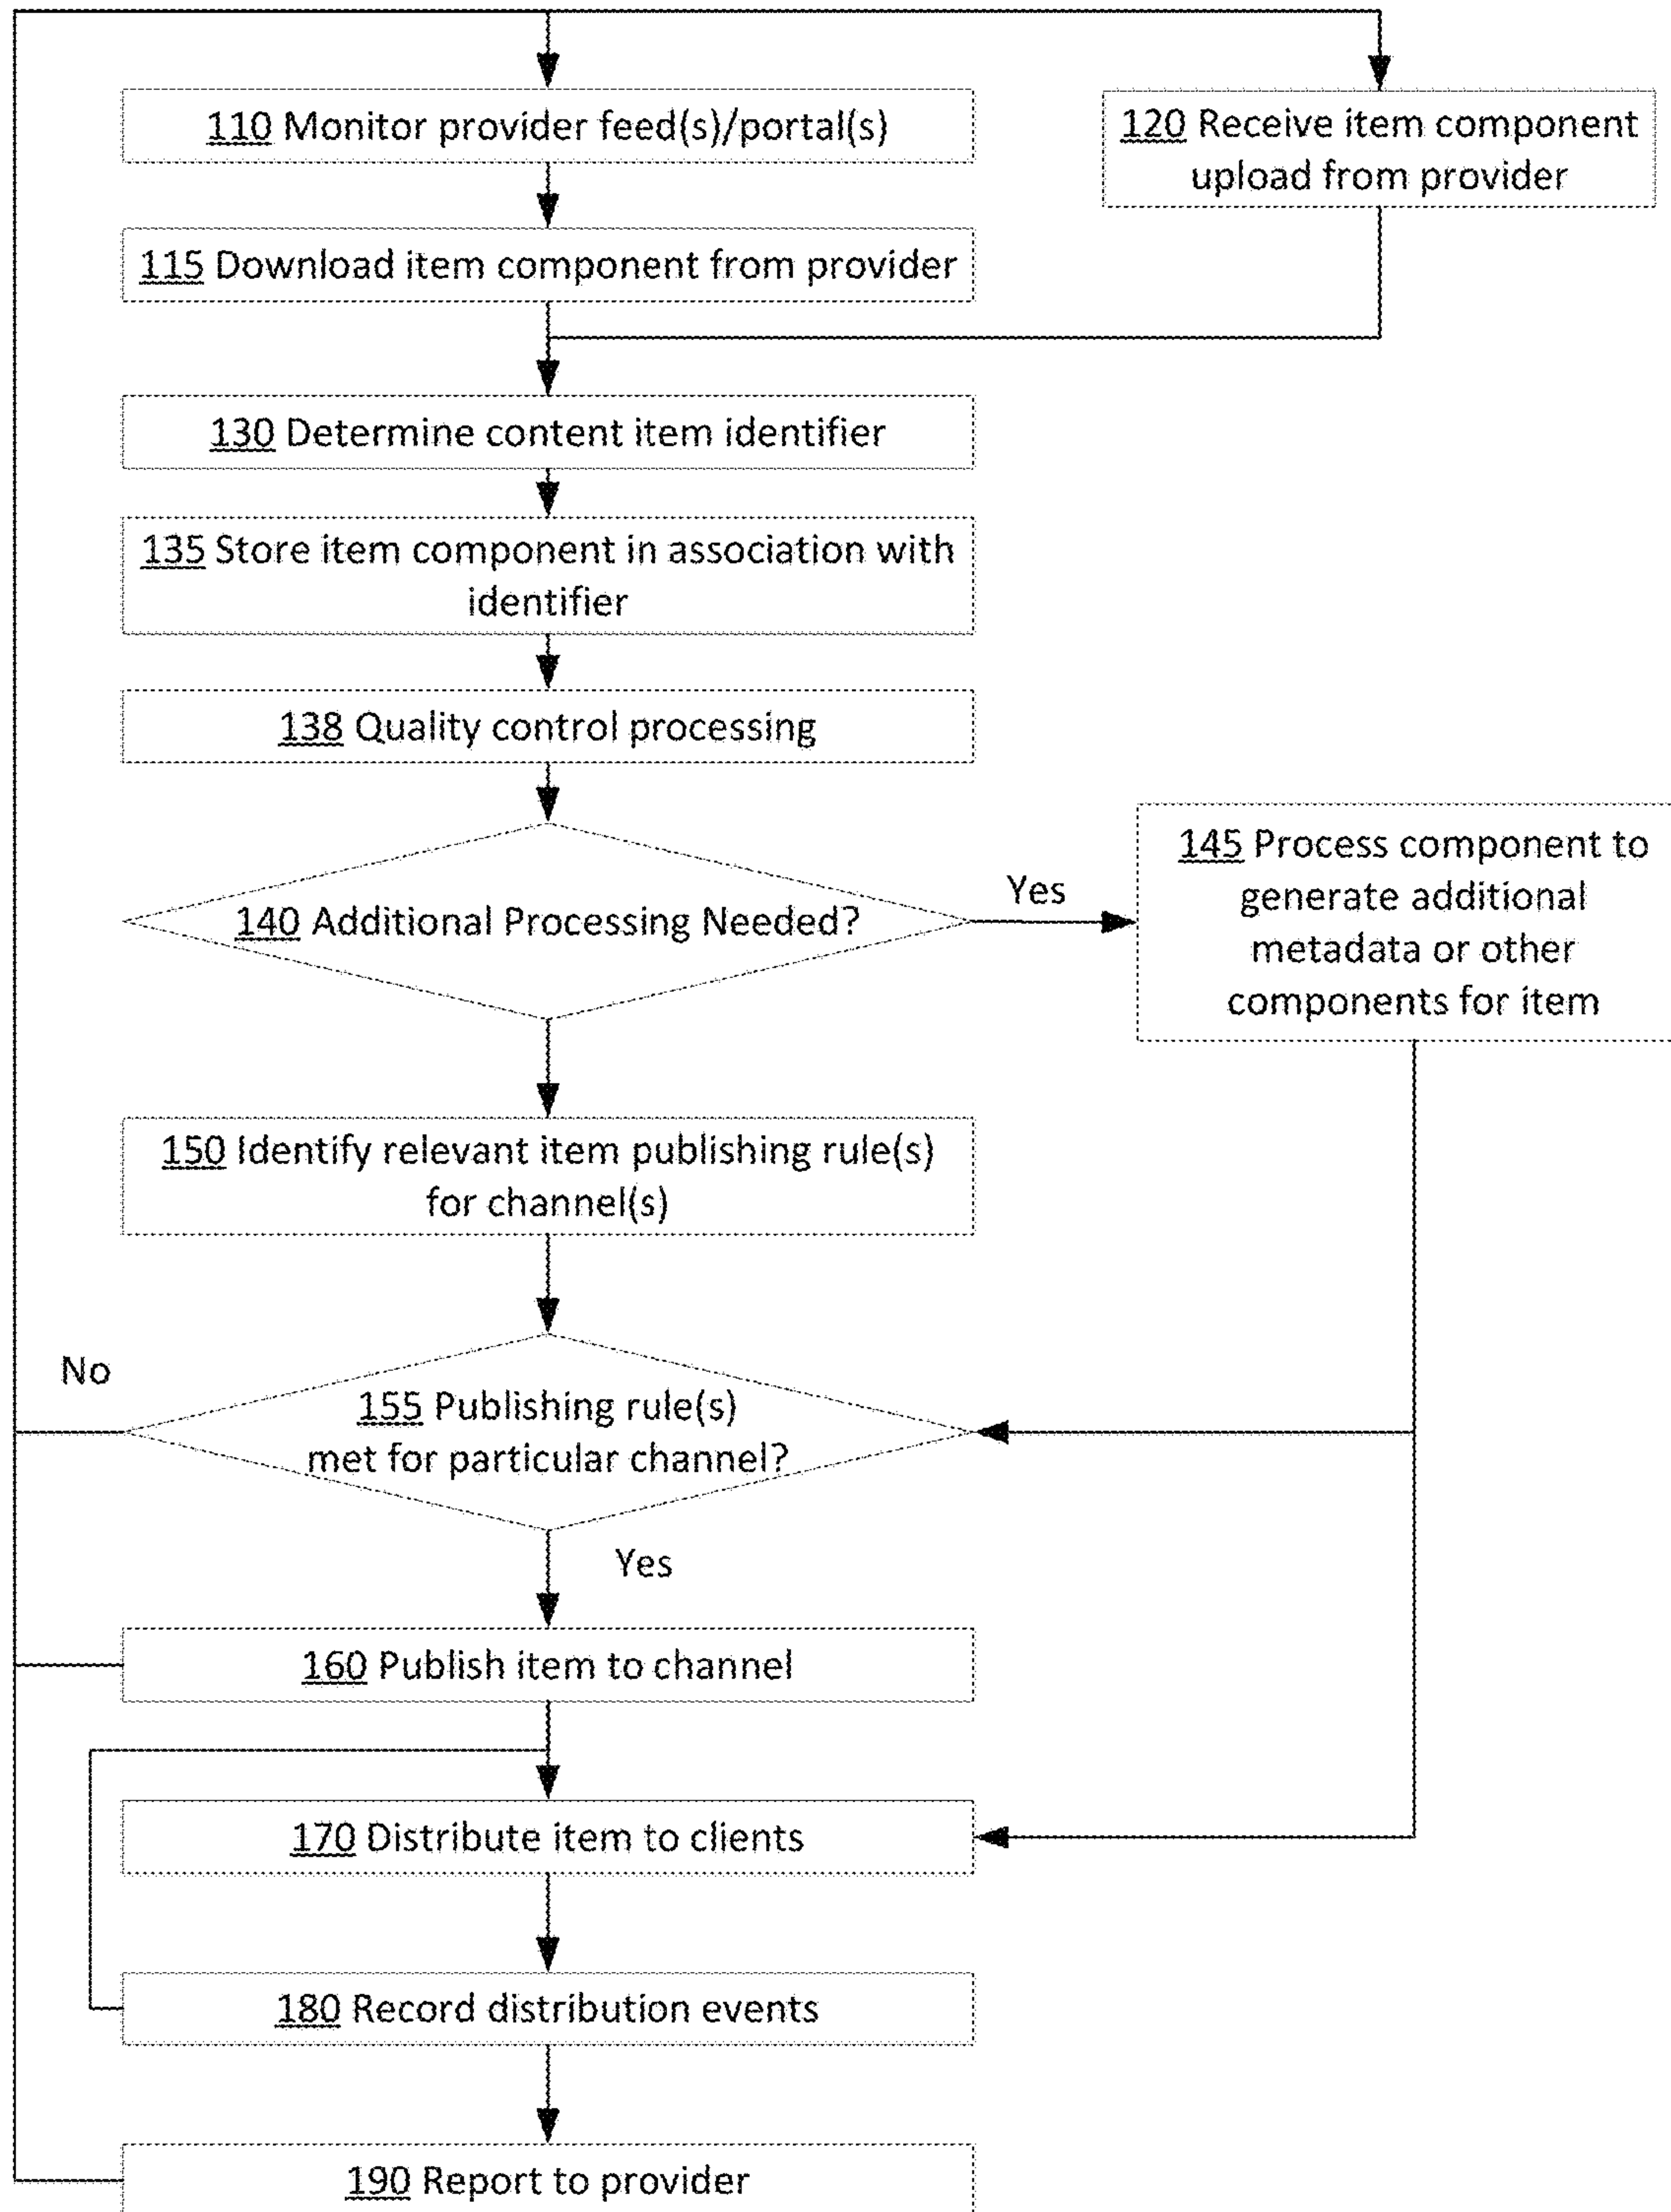 110 Monitor provider feed(s)/portal(s)
120 Receive item component
upload from provider
115 Download item component from provider
130 Determine content item identifier
135 Store item component in association with
identifier
138 Quality control processing
140 Additional Processing Needed?
Yes
145 Process component to
generate additional
metadata or other
components for item
150 Identify relevant item publishing rule(s)
for channel(s)
No
155 Publishing rule(s)
met for particular channel?
Yes
160 Publish item to channel
170 Distribute item to clients
180 Record distribution events
190 Report to provider